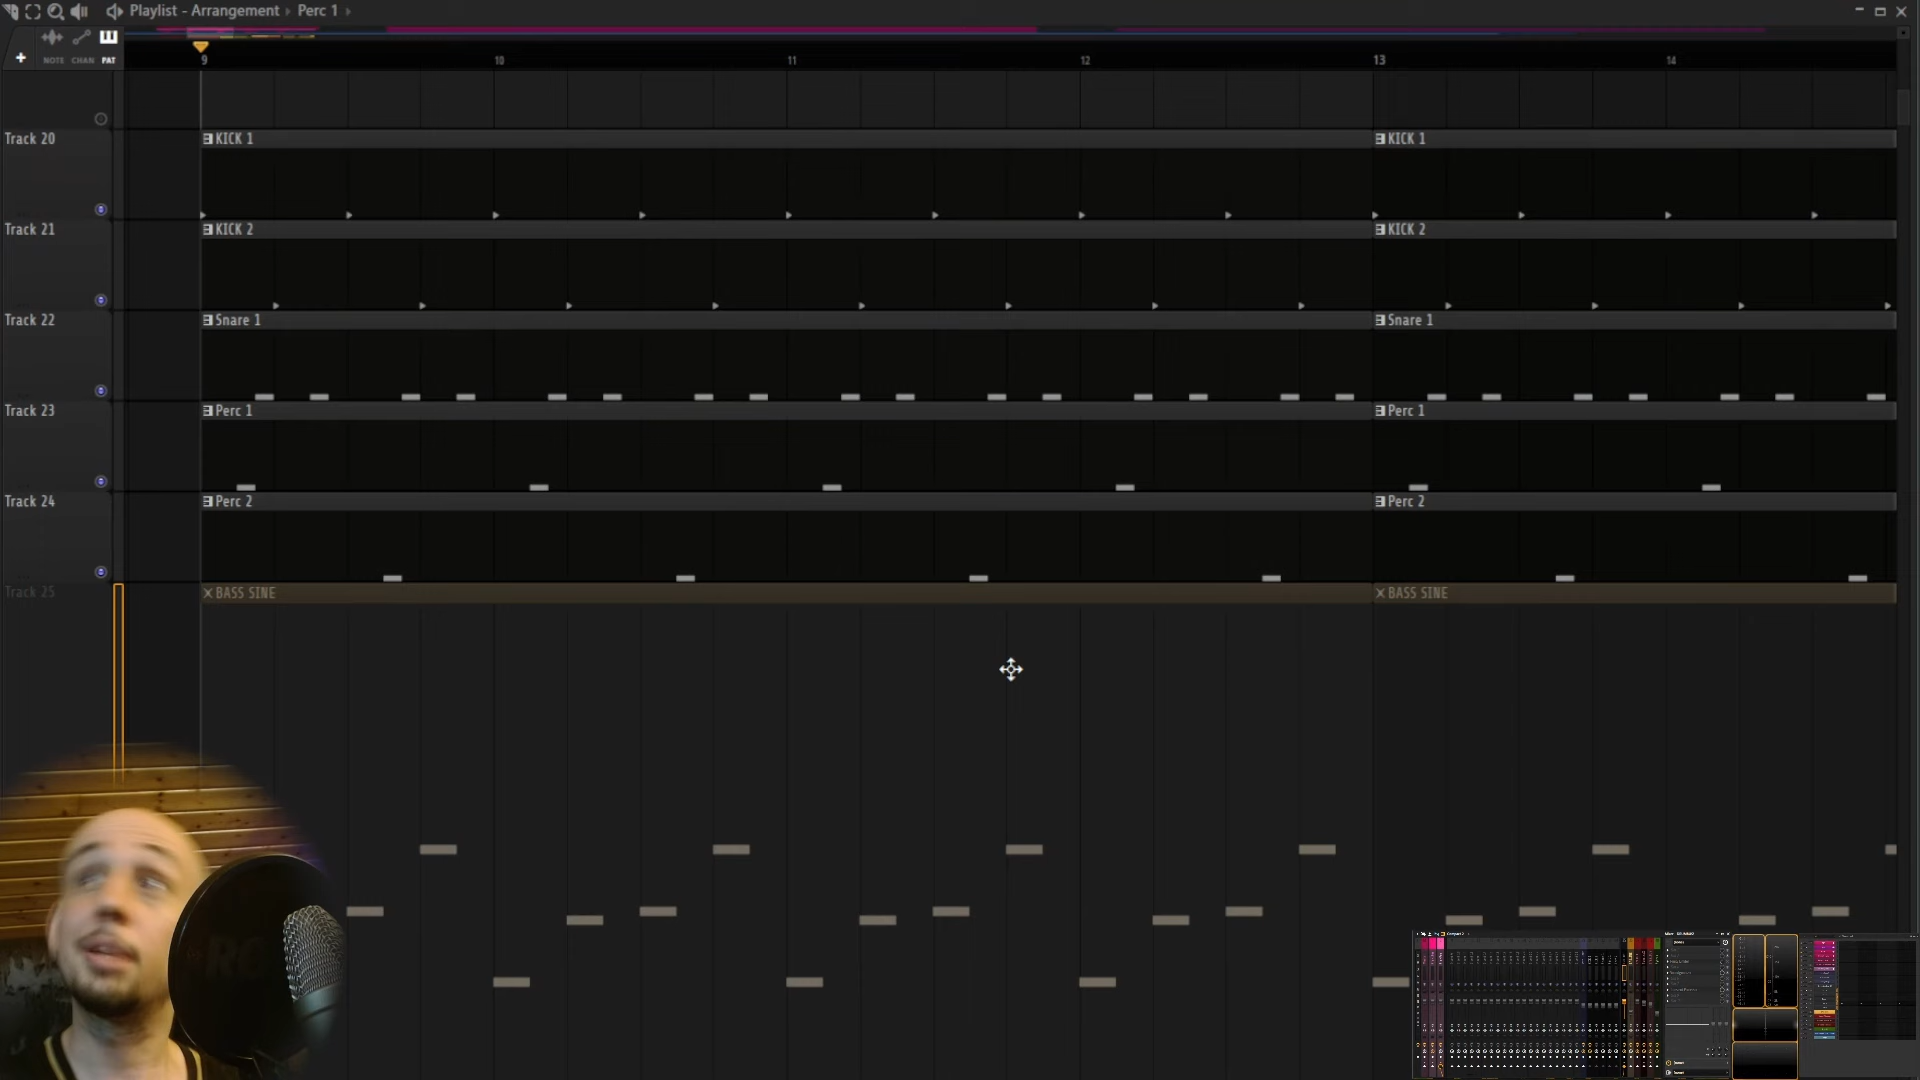 Playlist - Arrangement › Perc 1 ›
NOTE CHAN PAT
9 10 11 12 13 14
Track 20 KICK 1 KICK 1
Track 21 KICK 2 KICK 2
Track 22 Snare 1 Snare 1
Track 23 Perc 1 Perc 1
Track 24 Perc 2 Perc 2
Track 25 BASS SINE BASS SINE